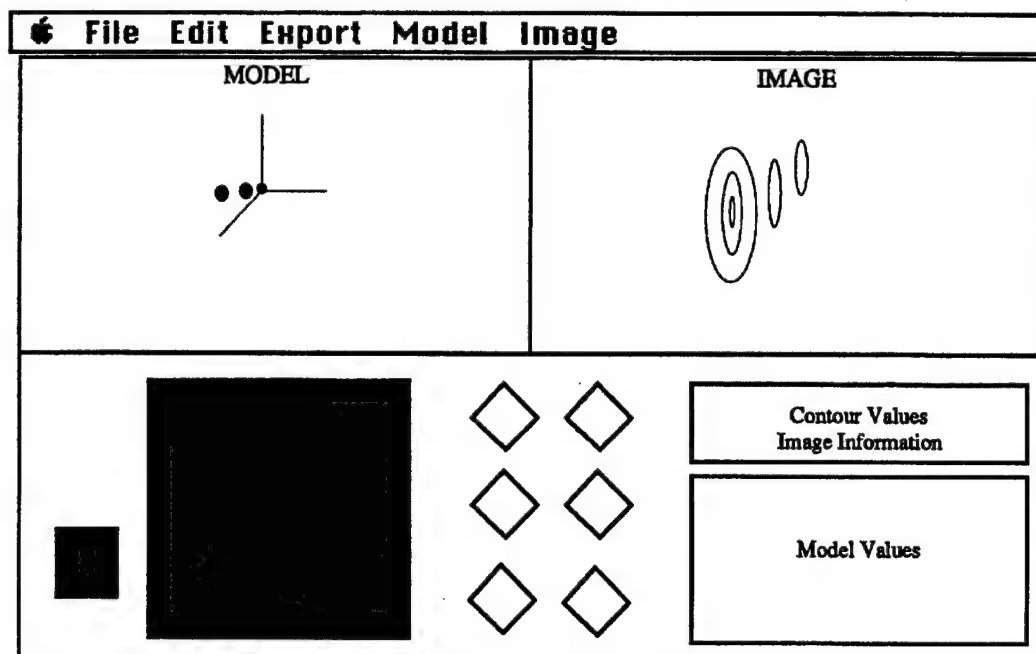 File Edit Export Model Image
MODEL
IMAGE
Contour Values
Image Information
Model Values